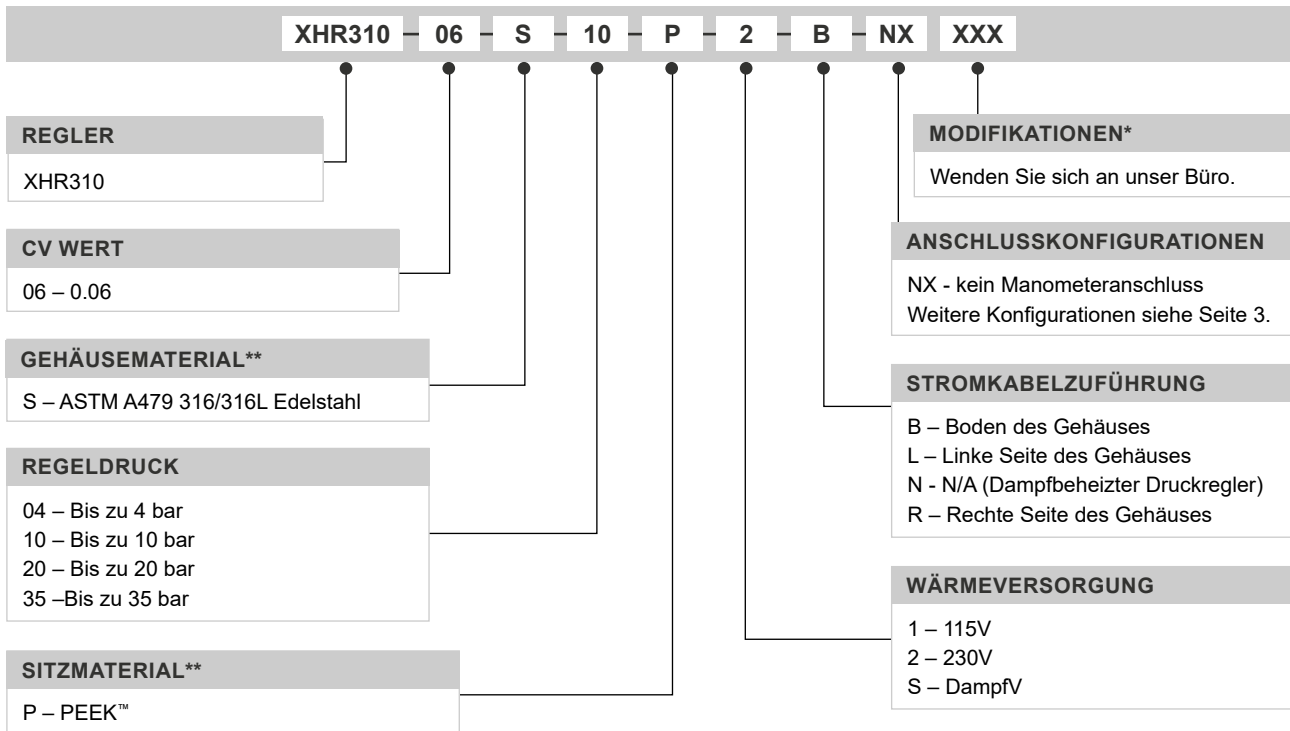 XHR310 – 06 – S – 10 – P – 2 – B – NX XXX
REGLER
XHR310
CV WERT
06 – 0.06
GEHÄUSEMATERIAL**
S – ASTM A479 316/316L Edelstahl
REGELDRUCK
04 – Bis zu 4 bar
10 – Bis zu 10 bar
20 – Bis zu 20 bar
35 –Bis zu 35 bar
SITZMATERIAL**
P – PEEK™
MODIFIKATIONEN*
Wenden Sie sich an unser Büro.
ANSCHLUSSKONFIGURATIONEN
NX - kein Manometeranschluss
Weitere Konfigurationen siehe Seite 3.
STROMKABELZUFÜHRUNG
B – Boden des Gehäuses
L – Linke Seite des Gehäuses
N - N/A (Dampfbeheizter Druckregler)
R – Rechte Seite des Gehäuses
WÄRMEVERSORGUNG
1 – 115V
2 – 230V
S – DampfV